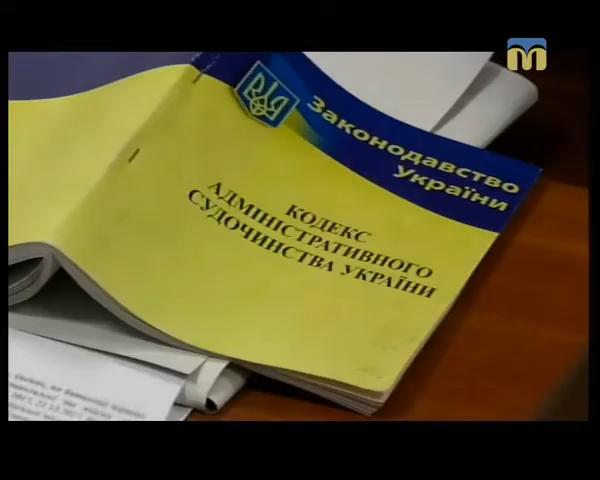 Законодавство
України
КОДЕКС
АДМІНІСТРАТИВНОГО
СУДОЧИНСТВА УКРАЇНИ